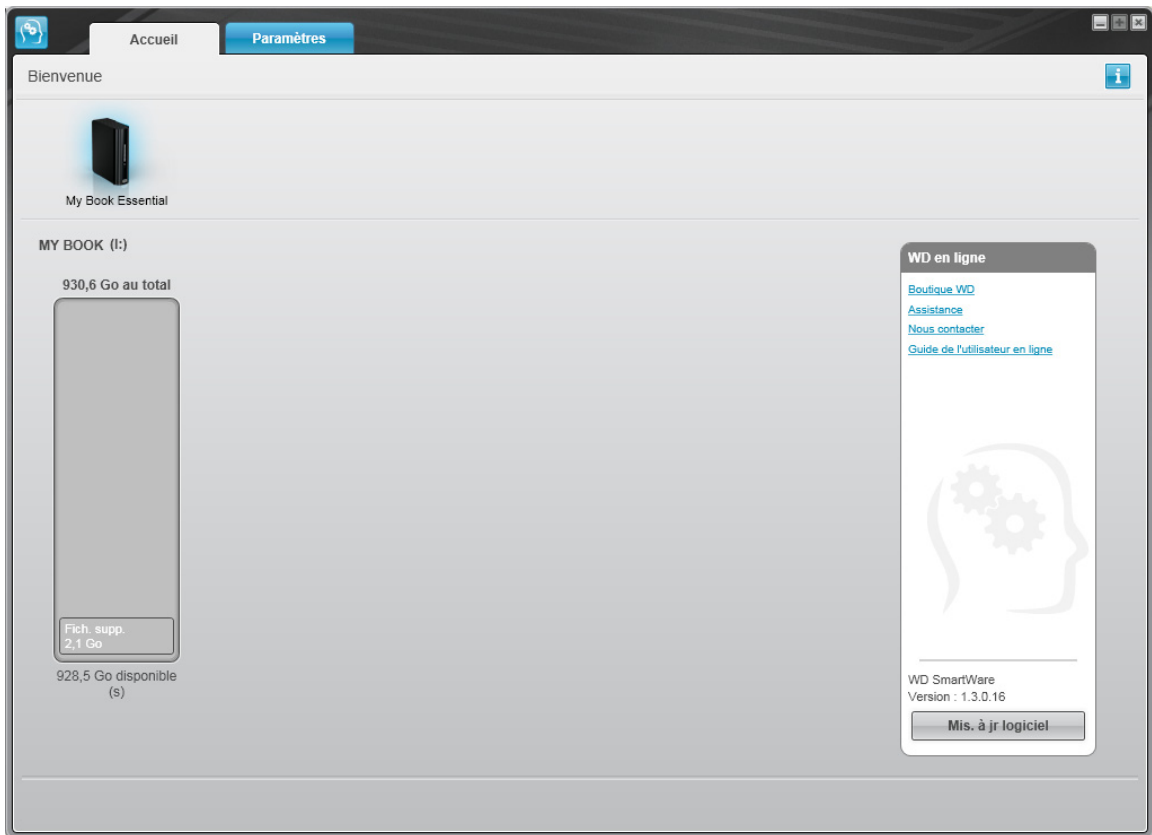 Accueil
Paramètres
Bienvenue
My Book Essential
MY BOOK (I:)
930,6 Go au total
Fich. supp.
2,1 Go
928,5 Go disponible
(s)
WD en ligne
Boutique WD
Assistance
Nous contacter
Guide de l'utilisateur en ligne
WD SmartWare
Version : 1.3.0.16
Mis. à jr logiciel